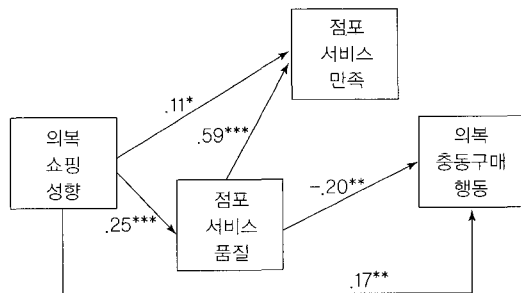 점포
서비스
만족
.11*
.59***
의복
쇼핑
성향
의복
충동구매
행동
.25***
점포
서비스
품질
-.20**
.17**